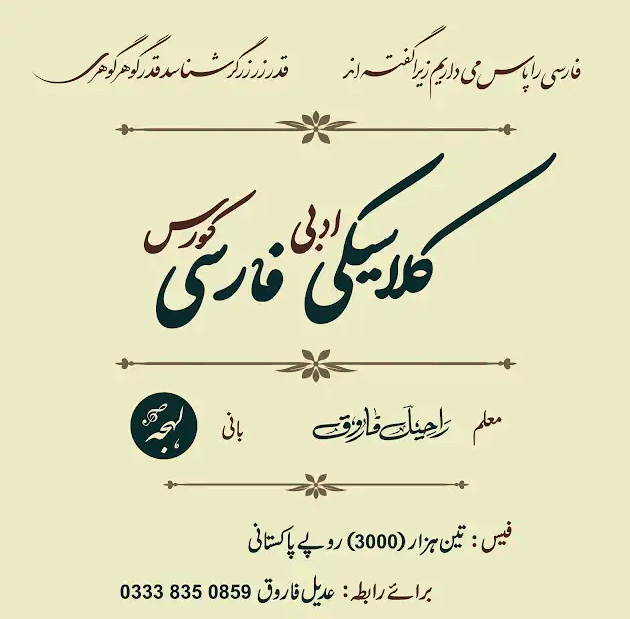 فارسی را پاس می داریم زیرا گفته اند قدر زر زرگر شناسد قدر گوهر گوهری
کلاسیکی ادبی فارسی کورس
معلم راحیلؔ فاروق بانی لہجہ
فیس: تین ہزار (3000) روپے پاکستانی
برائے رابطہ: عدیل فاروق 0333 835 0859